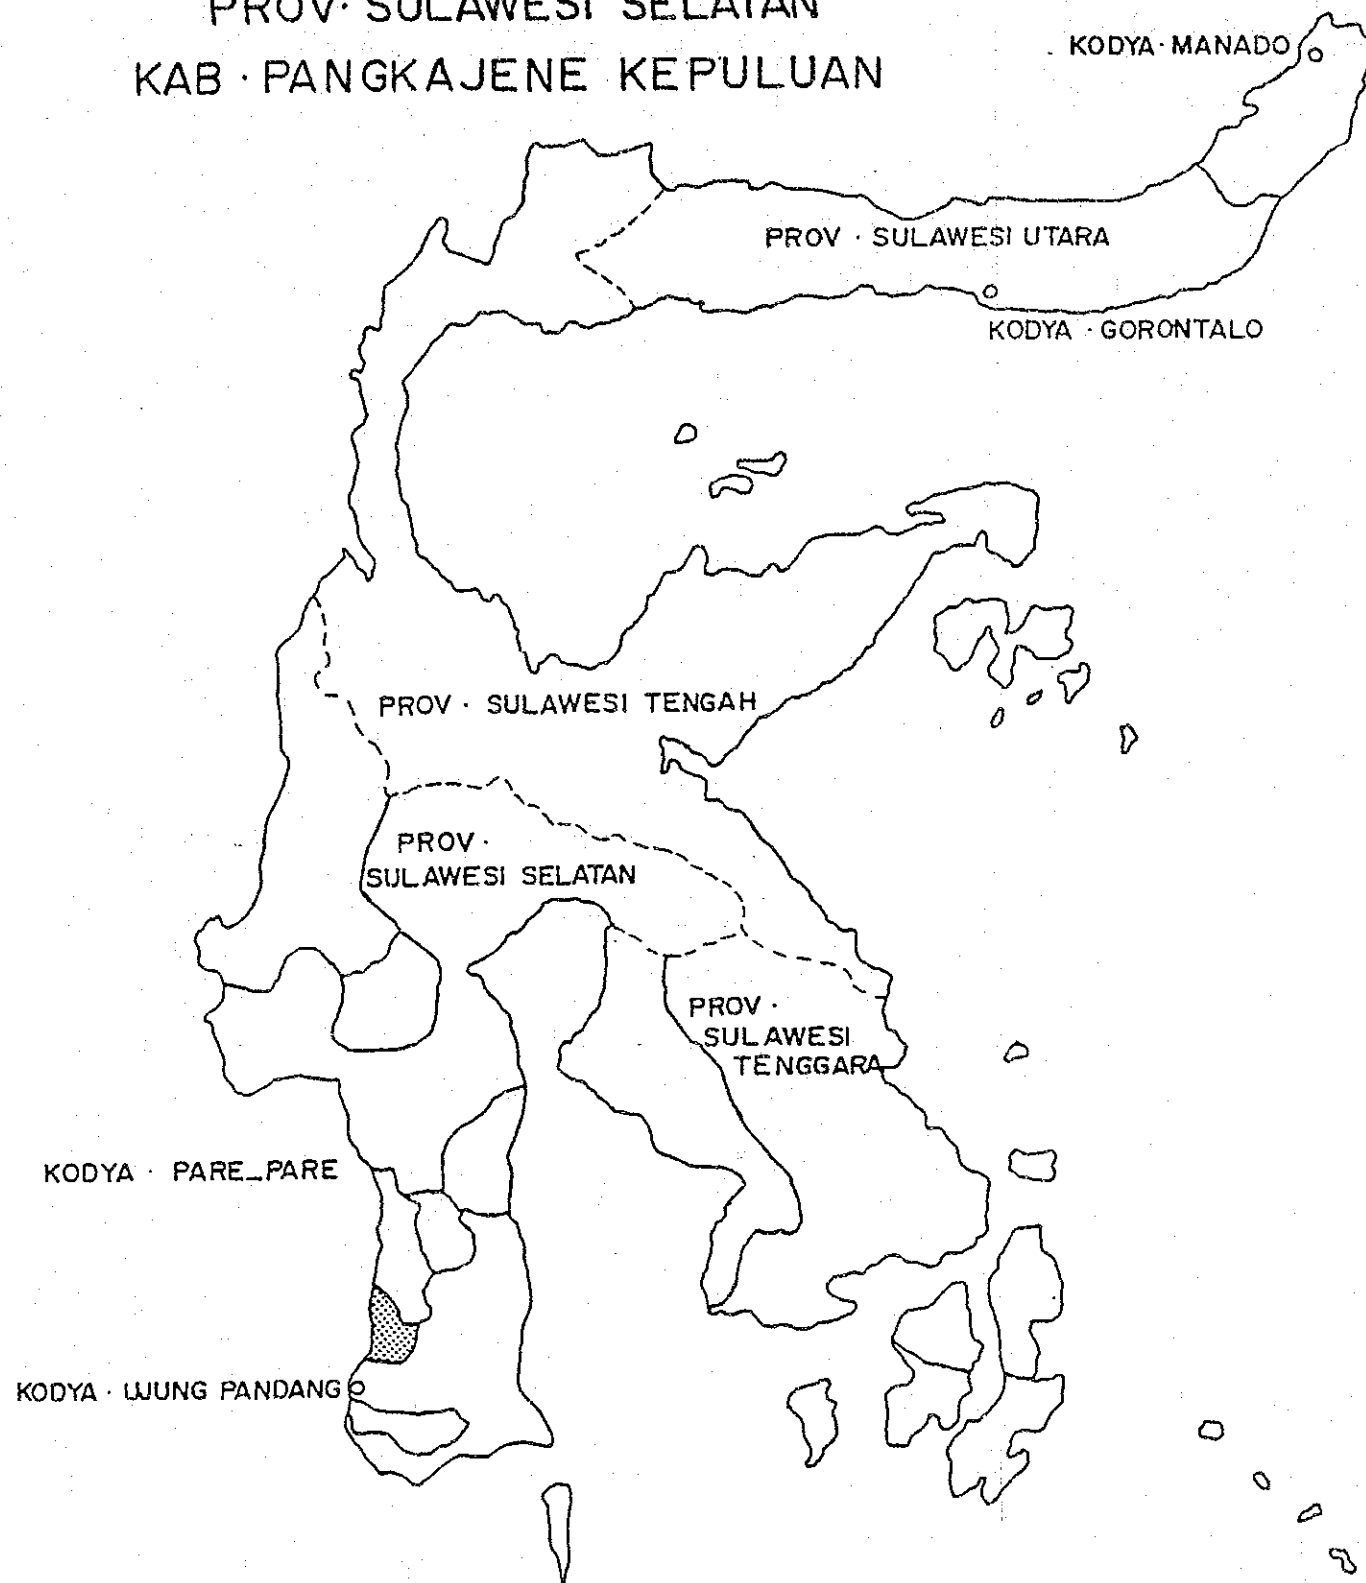 PROV · SULAWESI SELATAN
KAB · PANGKAJENE KEPULUAN
KODYA · MANADO
PROV · SULAWESI UTARA
KODYA · GORONTALO
PROV · SULAWESI TENGAH
PROV ·
SULAWESI SELATAN
PROV ·
SULAWESI
TENGGARA
KODYA · PARE_PARE
KODYA · UJUNG PANDANG